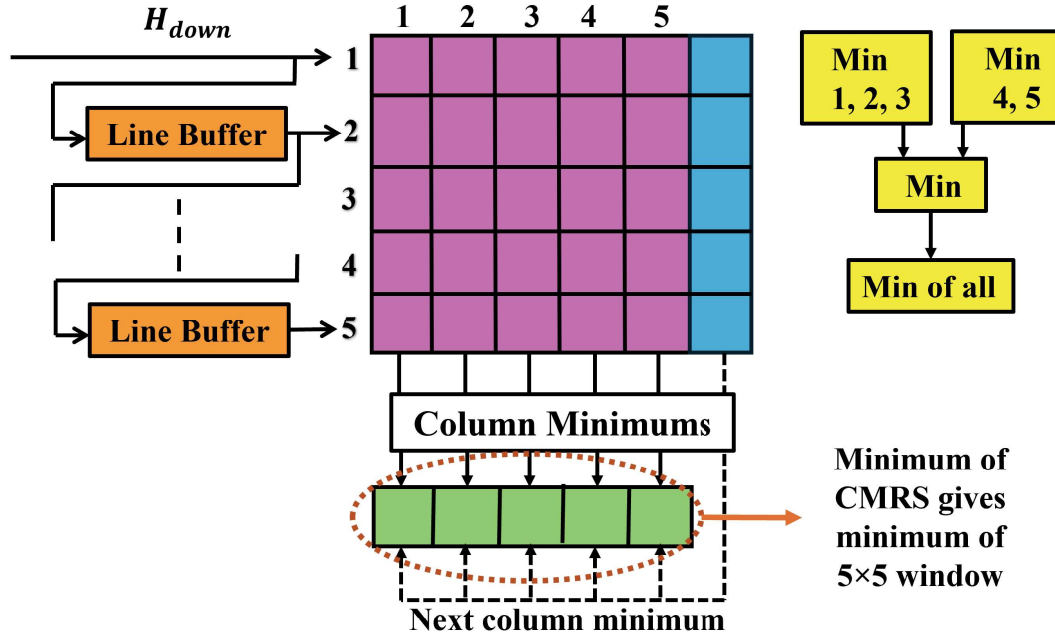 H_down
1 2 3 4 5
1
2
3
4
5
Line Buffer
Line Buffer
Min
1, 2, 3
Min
4, 5
Min
Min of all
Column Minimums
Minimum of
CMRS gives
minimum of
5×5 window
Next column minimum